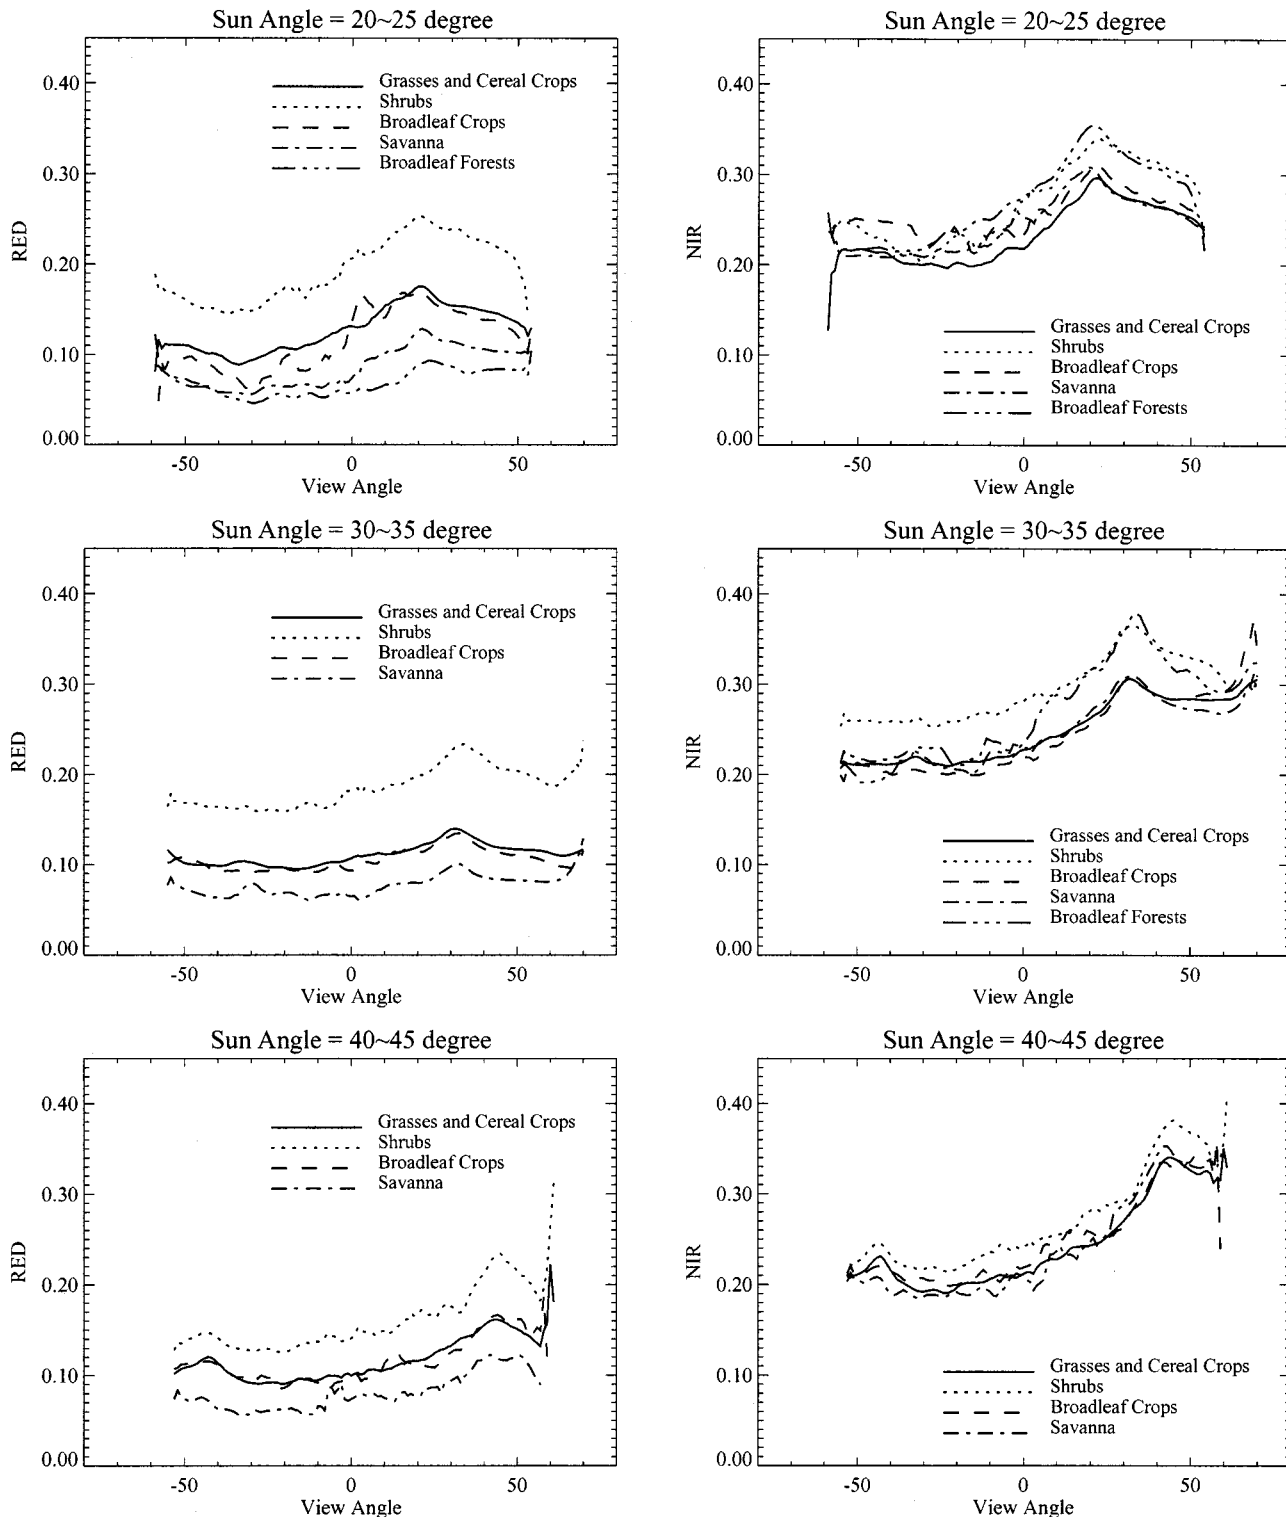 Sun Angle = 20~25 degree
0.40
0.30
0.20
0.10
0.00
RED
Grasses and Cereal Crops
Shrubs
Broadleaf Crops
Savanna
Broadleaf Forests
-50 0 50
View Angle
Sun Angle = 20~25 degree
0.40
0.30
0.20
0.10
0.00
NIR
Grasses and Cereal Crops
Shrubs
Broadleaf Crops
Savanna
Broadleaf Forests
-50 0 50
View Angle
Sun Angle = 30~35 degree
0.40
0.30
0.20
0.10
0.00
RED
Grasses and Cereal Crops
Shrubs
Broadleaf Crops
Savanna
-50 0 50
View Angle
Sun Angle = 30~35 degree
0.40
0.30
0.20
0.10
0.00
NIR
Grasses and Cereal Crops
Shrubs
Broadleaf Crops
Savanna
Broadleaf Forests
-50 0 50
View Angle
Sun Angle = 40~45 degree
0.40
0.30
0.20
0.10
0.00
RED
Grasses and Cereal Crops
Shrubs
Broadleaf Crops
Savanna
-50 0 50
View Angle
Sun Angle = 40~45 degree
0.40
0.30
0.20
0.10
0.00
NIR
Grasses and Cereal Crops
Shrubs
Broadleaf Crops
Savanna
-50 0 50
View Angle